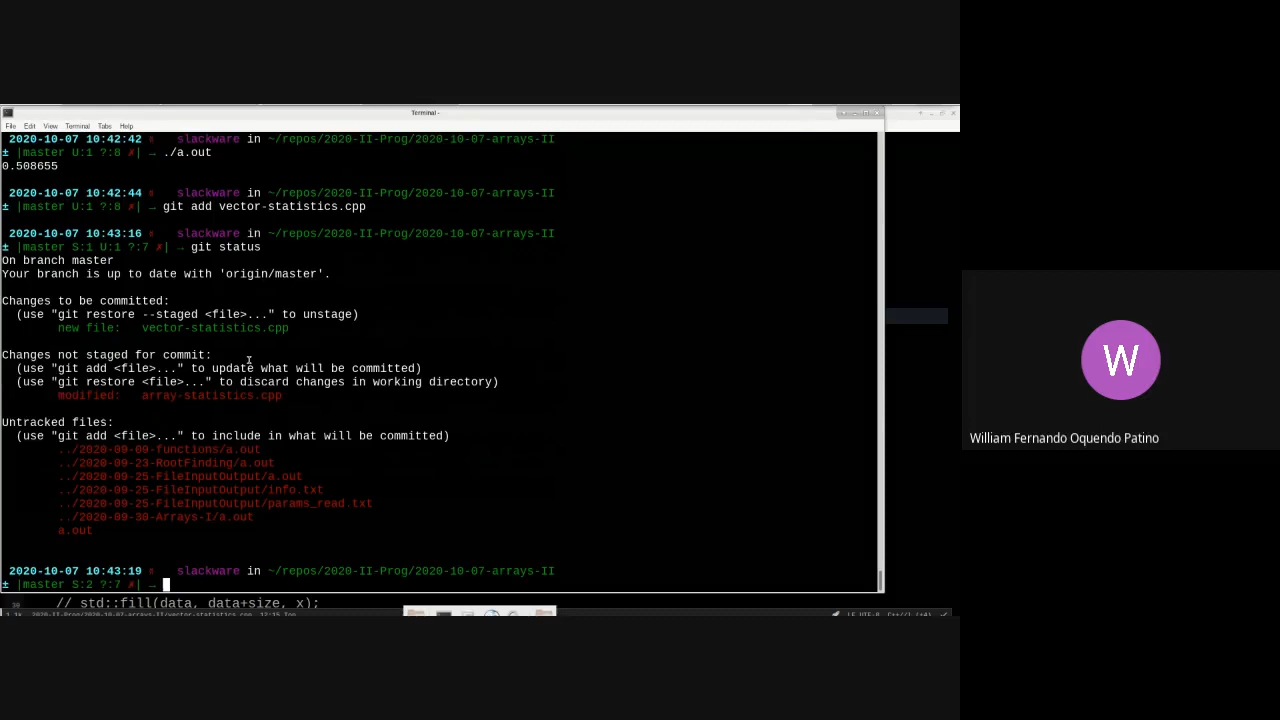 Terminal -
File Edit View Terminal Tabs Help
2020-10-07 10:42:42 slackware in ~/repos/2020-II-Prog/2020-10-07-arrays-II
± |master U:1 ?:8 ✗| → ./a.out
0.508655
2020-10-07 10:42:44 slackware in ~/repos/2020-II-Prog/2020-10-07-arrays-II
± |master U:1 ?:8 ✗| → git add vector-statistics.cpp
2020-10-07 10:43:16 slackware in ~/repos/2020-II-Prog/2020-10-07-arrays-II
± |master S:1 U:1 ?:7 ✗| → git status
On branch master
Your branch is up to date with 'origin/master'.
Changes to be committed:
(use "git restore --staged <file>..." to unstage)
new file: vector-statistics.cpp
Changes not staged for commit:
(use "git add <file>..." to update what will be committed)
(use "git restore <file>..." to discard changes in working directory)
modified: array-statistics.cpp
Untracked files:
(use "git add <file>..." to include in what will be committed)
../2020-09-09-functions/a.out
../2020-09-23-RootFinding/a.out
../2020-09-25-FileInputOutput/a.out
../2020-09-25-FileInputOutput/info.txt
../2020-09-25-FileInputOutput/params_read.txt
../2020-09-30-Arrays-I/a.out
a.out
2020-10-07 10:43:19 slackware in ~/repos/2020-II-Prog/2020-10-07-arrays-II
± |master S:2 ?:7 ✗| →
// std::fill(data, data+size, x);
W
William Fernando Oquendo Patino